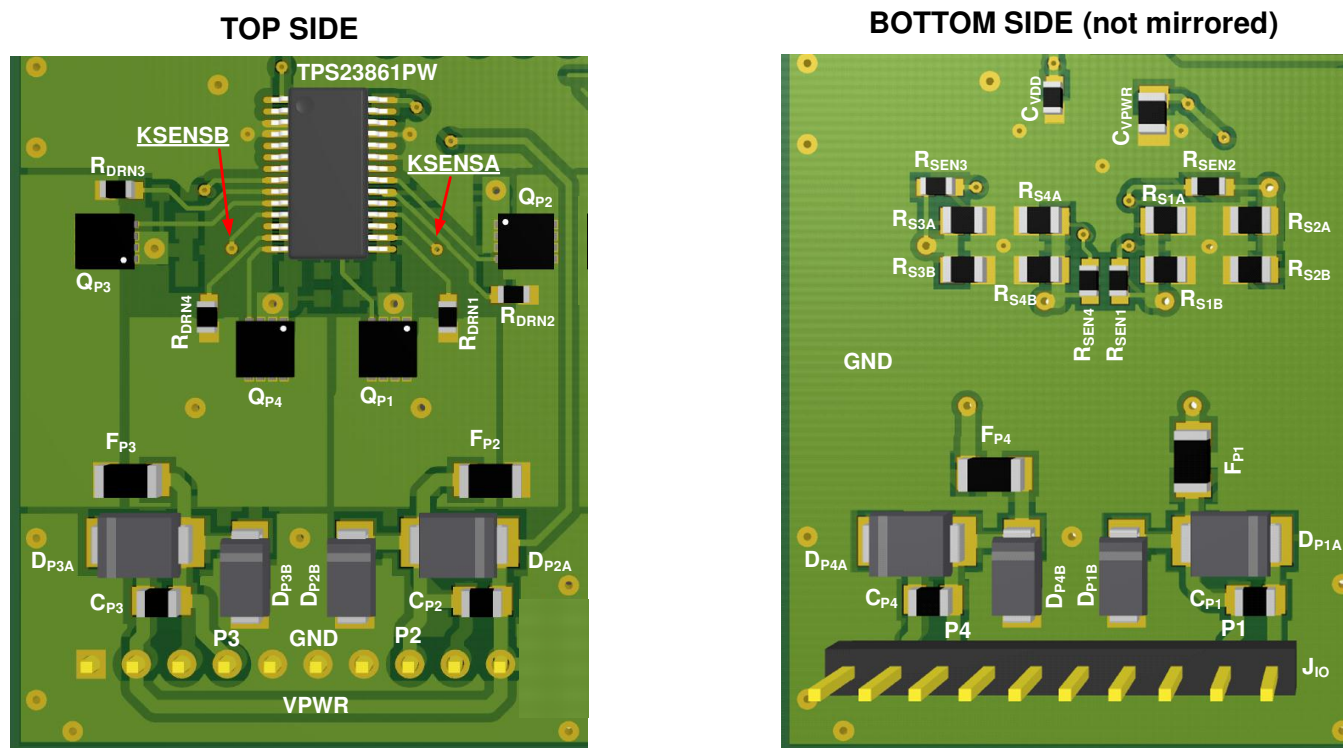 TOP SIDE
TPS23861PW
KSENSB
KSENSA
RDRN3
QP2
QP3
RDRN4
RDRN1
RDRN2
QP4
QP1
FP3
FP2
DP3A
DP3B
DP2B
DP2A
CP3
CP2
P3
GND
P2
VPWR
BOTTOM SIDE (not mirrored)
CVDD
CVPWR
RSEN3
RSEN2
RS4A
RS1A
RS3A
RS2A
RS3B
RS2B
RS4B
RS1B
RSEN4
RSEN1
GND
FP4
FP1
DP4A
DP4B
DP1B
DP1A
CP4
CP1
P4
P1
JIO